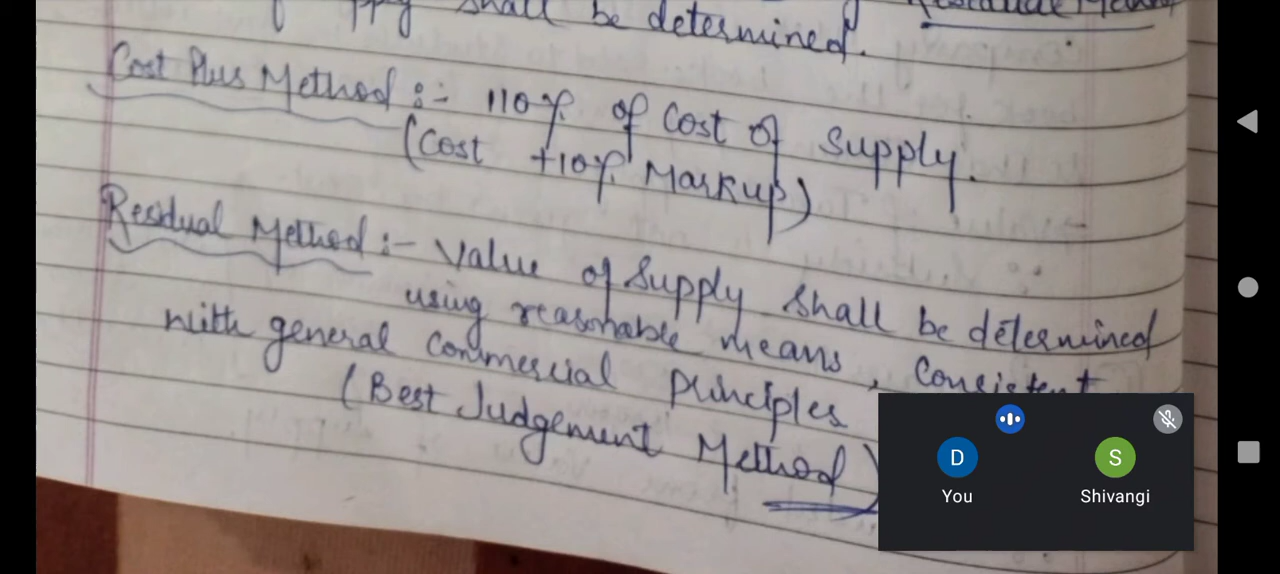 shall be determined.
Cost Plus Method :- 110% of Cost of Supply.
(Cost +10% Markup)
Residual Method :- Value of Supply shall be determined
using reasonable means, Consistent
with general Commercial Principles
(Best Judgement Method)
D
S
You
Shivangi